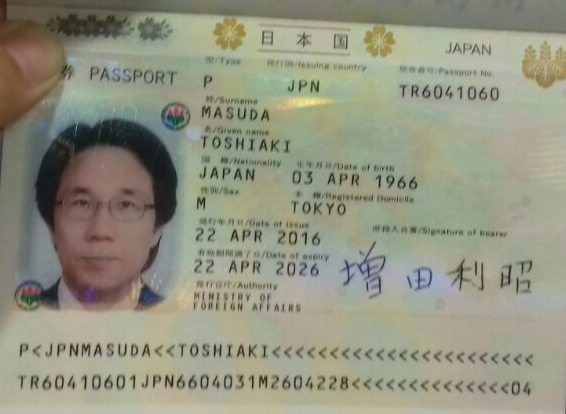 日本国 JAPAN
券 PASSPORT
型/Type 発行国/Issuing country 旅券番号/Passport No.
P JPN TR6041060
姓/Surname
MASUDA
名/Given name
TOSHIAKI
国籍/Nationality 生年月日/Date of birth
JAPAN 03 APR 1966
性別/Sex 本籍/Registered Domicile
M TOKYO
発行年月日/Date of issue 所持人自署/Signature of bearer
22 APR 2016
有効期間満了日/Date of expiry
22 APR 2026 増田利昭
発行官庁/Authority
MINISTRY OF
FOREIGN AFFAIRS
P<JPNMASUDA<<TOSHIAKI<<<<<<<<<<<<<<<<<<<<<<<
TR60410601JPN6604031M2604228<<<<<<<<<<<<<<04